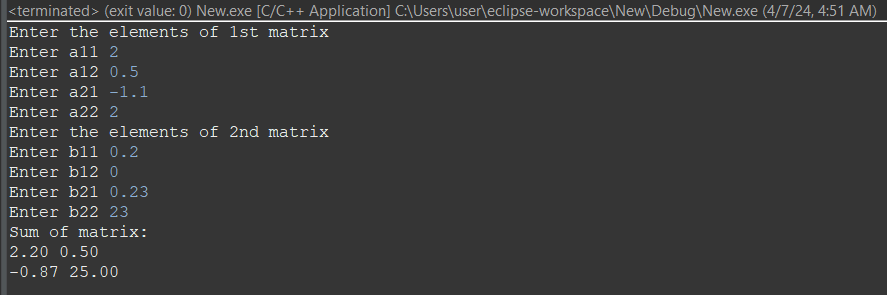 <terminated> (exit value: 0) New.exe [C/C++ Application] C:\Users\user\eclipse-workspace\New\Debug\New.exe (4/7/24, 4:51 AM)
Enter the elements of 1st matrix
Enter a11 2
Enter a12 0.5
Enter a21 -1.1
Enter a22 2
Enter the elements of 2nd matrix
Enter b11 0.2
Enter b12 0
Enter b21 0.23
Enter b22 23
Sum of matrix:
2.20 0.50
-0.87 25.00